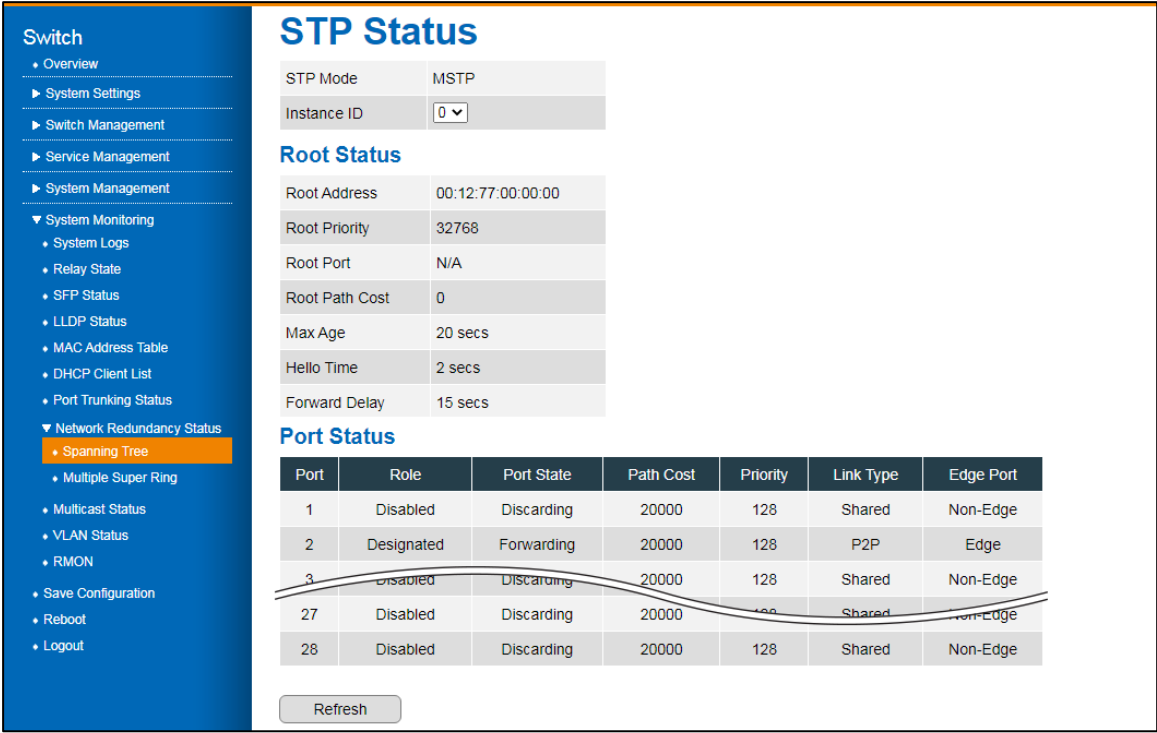 Switch
Overview
System Settings
Switch Management
Service Management
System Management
System Monitoring
System Logs
Relay State
SFP Status
LLDP Status
MAC Address Table
DHCP Client List
Port Trunking Status
Network Redundancy Status
Spanning Tree
Multiple Super Ring
Multicast Status
VLAN Status
RMON
Save Configuration
Reboot
Logout
STP Status
STP Mode MSTP
Instance ID 0
Root Status
Root Address 00:12:77:00:00:00
Root Priority 32768
Root Port N/A
Root Path Cost 0
Max Age 20 secs
Hello Time 2 secs
Forward Delay 15 secs
Port Status
Port Role Port State Path Cost Priority Link Type Edge Port
1 Disabled Discarding 20000 128 Shared Non-Edge
2 Designated Forwarding 20000 128 P2P Edge
3 Disabled Discarding 20000 128 Shared Non-Edge
27 Disabled Discarding 20000 128 Shared Non-Edge
28 Disabled Discarding 20000 128 Shared Non-Edge
Refresh